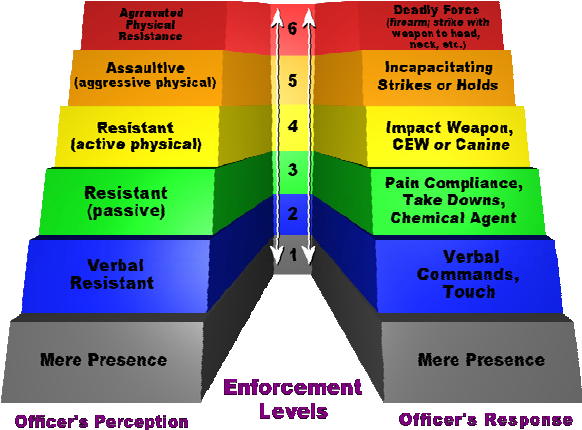 Agrravated
Physical
Resistance
Assaultive
(aggressive physical)
Resistant
(active physical)
Resistant
(passive)
Verbal
Resistant
Mere Presence
Officer's Perception
6
5
4
3
2
1
Enforcement
Levels
Deadly Force
(firearm; strike with
weapon to head,
neck, etc.)
Incapacitating
Strikes or Holds
Impact Weapon,
CEW or Canine
Pain Compliance,
Take Downs,
Chemical Agent
Verbal
Commands,
Touch
Mere Presence
Officer's Response